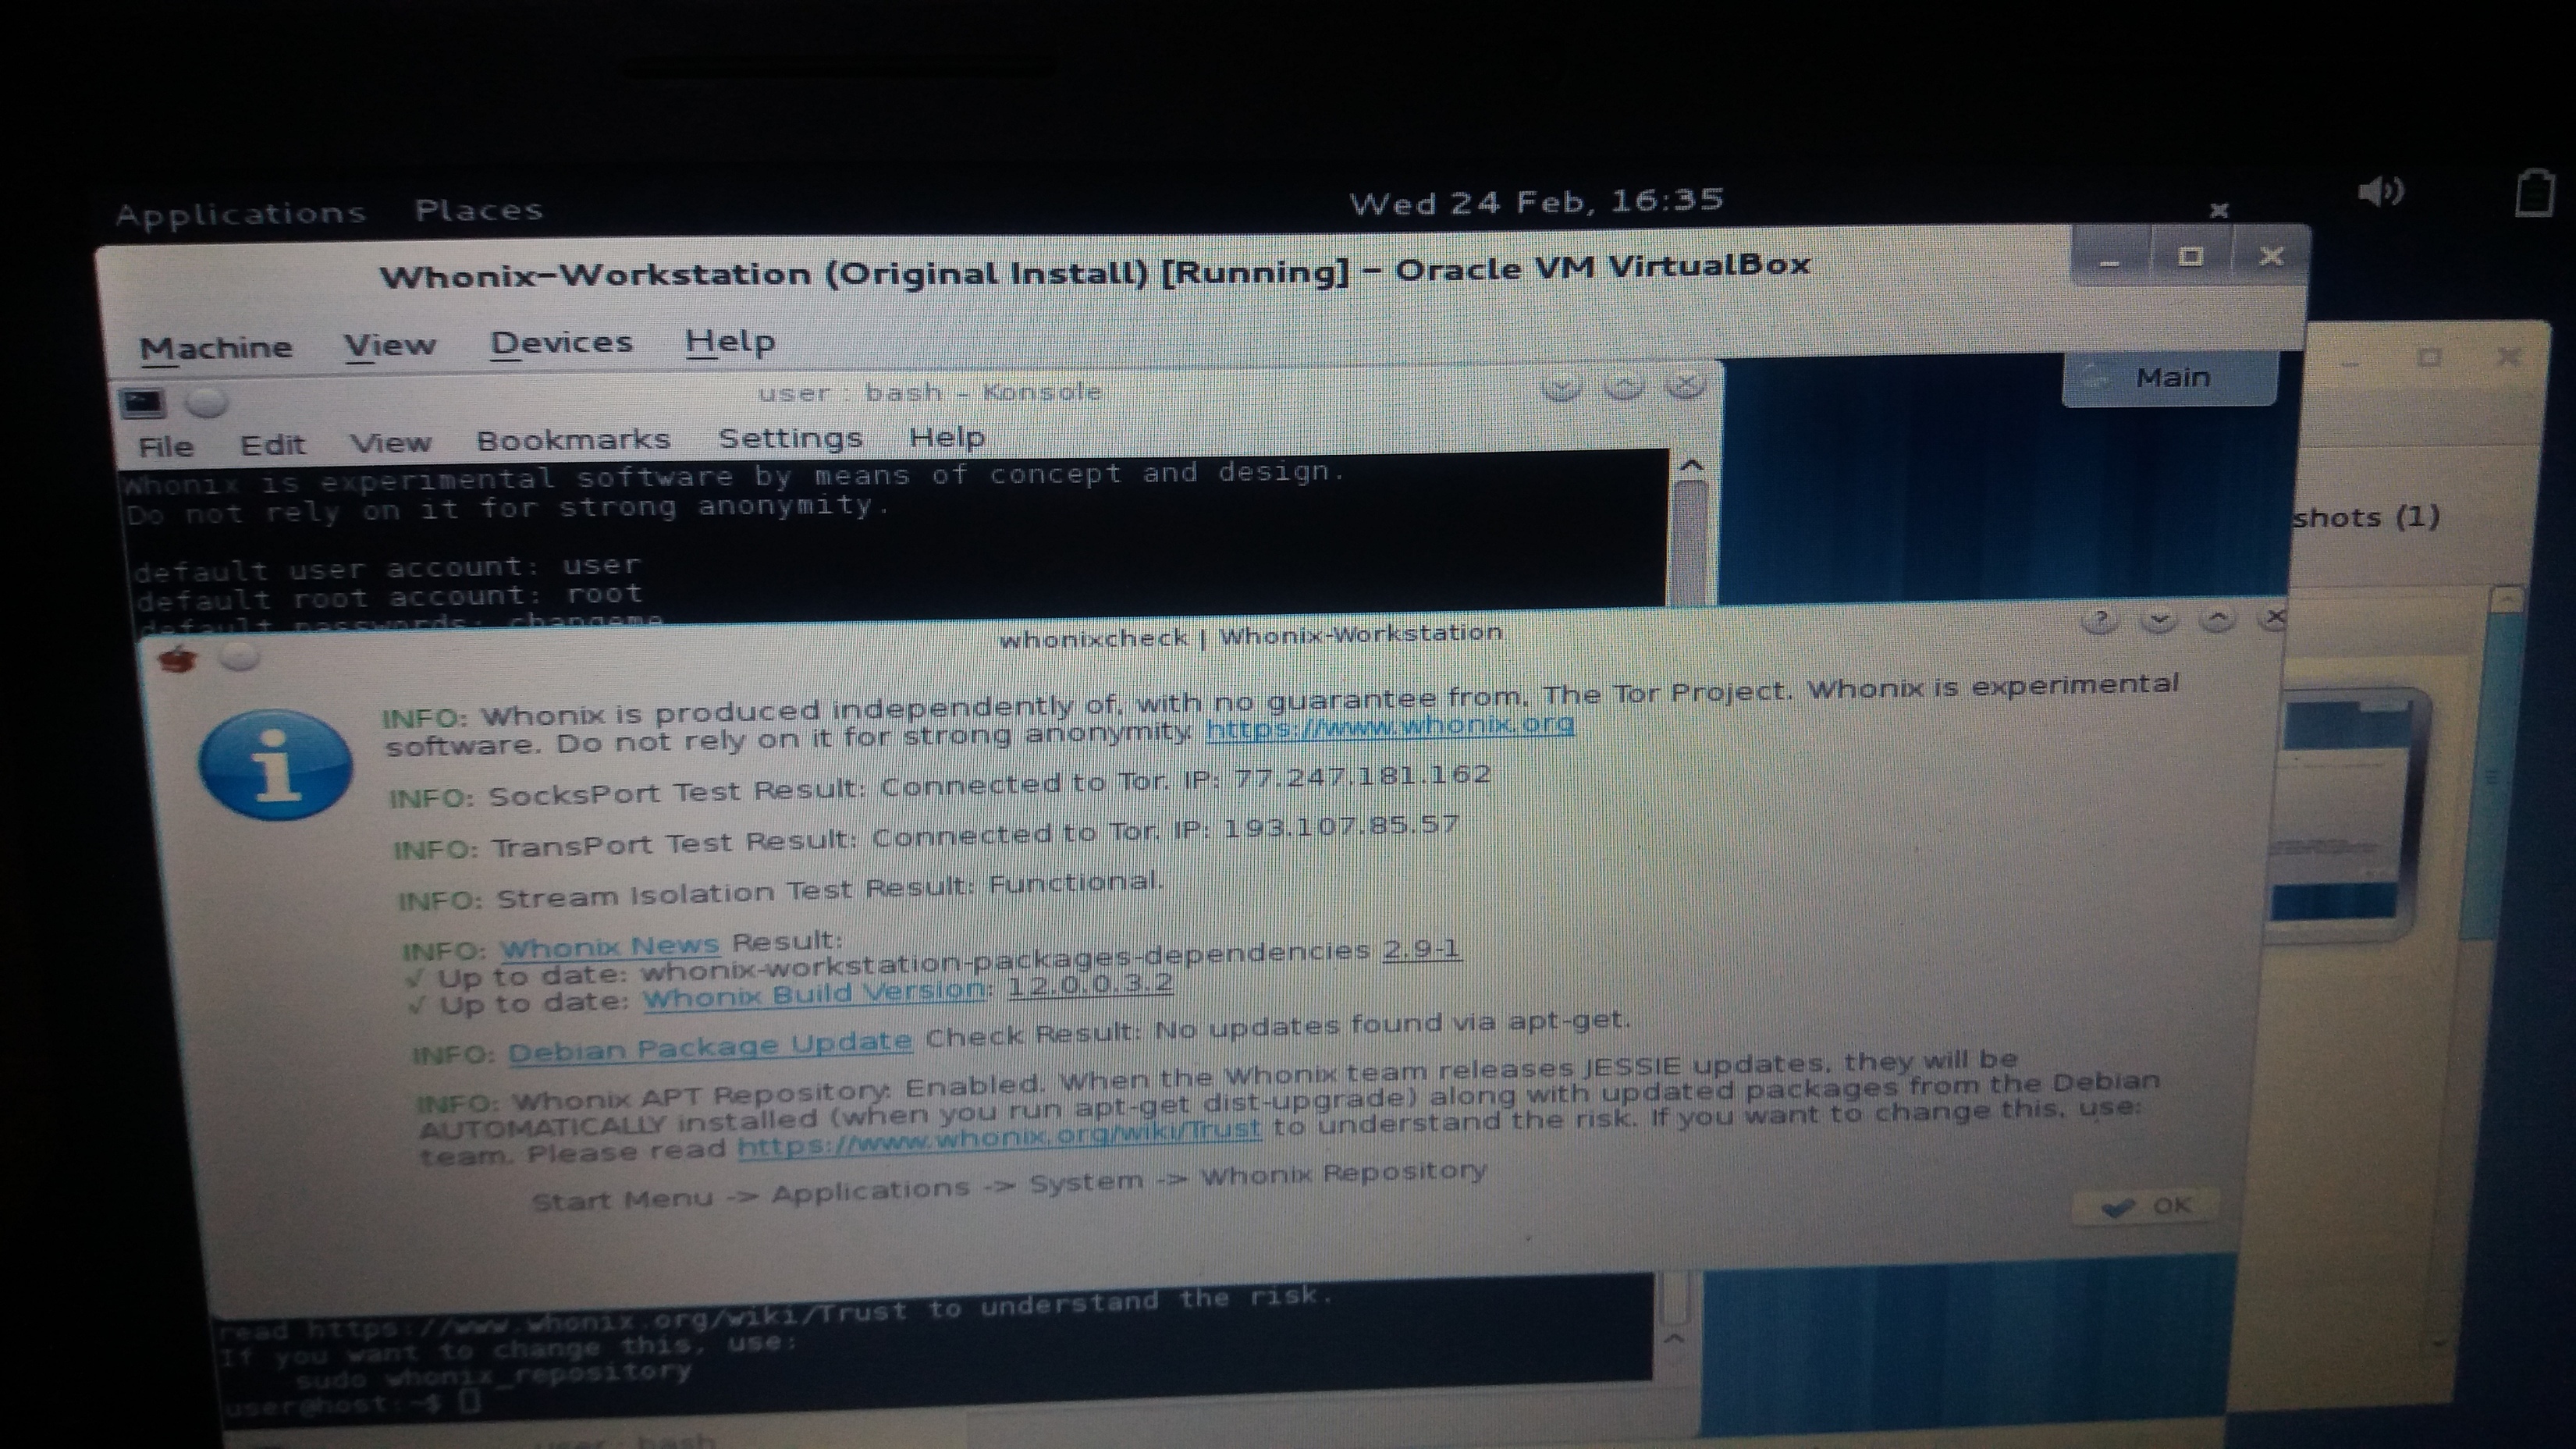 Applications Places Wed 24 Feb, 16:35
Whonix-Workstation (Original Install) [Running] - Oracle VM VirtualBox
Machine View Devices Help
Main
user : bash - Konsole
File Edit View Bookmarks Settings Help
shots (1)
Whonix is experimental software by means of concept and design.
Do not rely on it for strong anonymity.
default user account: user
default root account: root
default passwords: changeme
whonixcheck | Whonix-Workstation
INFO: Whonix is produced independently of, with no guarantee from, The Tor Project. Whonix is experimental
software. Do not rely on it for strong anonymity. https://www.whonix.org
INFO: SocksPort Test Result: Connected to Tor. IP: 77.247.181.162
INFO: TransPort Test Result: Connected to Tor. IP: 193.107.85.57
INFO: Stream Isolation Test Result: Functional.
INFO: Whonix News Result:
√ Up to date: whonix-workstation-packages-dependencies 2.9-1
√ Up to date: Whonix Build Version: 12.0.0.3.2
INFO: Debian Package Update Check Result: No updates found via apt-get.
INFO: Whonix APT Repository: Enabled. When the Whonix team releases JESSIE updates, they will be
AUTOMATICALLY installed (when you run apt-get dist-upgrade) along with updated packages from the Debian
team. Please read https://www.whonix.org/wiki/Trust to understand the risk. If you want to change this, use:
Start Menu -> Applications -> System -> Whonix Repository
OK
read https://www.whonix.org/wiki/Trust to understand the risk.
If you want to change this, use:
sudo whonix_repository
user@host:~$
user : bash